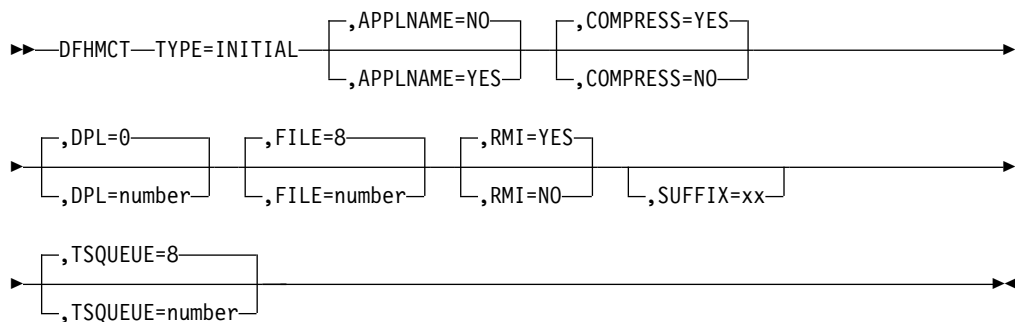 ,APPLNAME=NO ,COMPRESS=YES
DFHMCT TYPE=INITIAL
,APPLNAME=YES ,COMPRESS=NO
,DPL=0 ,FILE=8 ,RMI=YES
,DPL=number ,FILE=number ,RMI=NO ,SUFFIX=xx
,TSQUEUE=8
,TSQUEUE=number